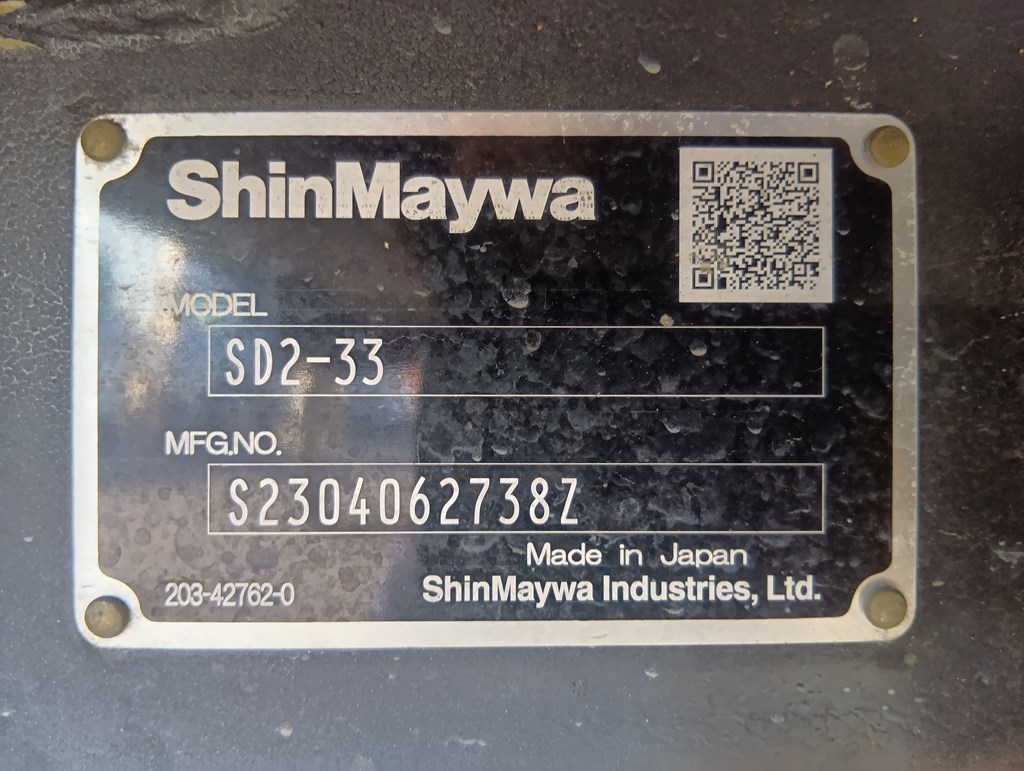 ShinMaywa
MODEL
SD2-33
MFG.NO.
S2304062738Z
Made in Japan
203-42762-0
ShinMaywa Industries, Ltd.